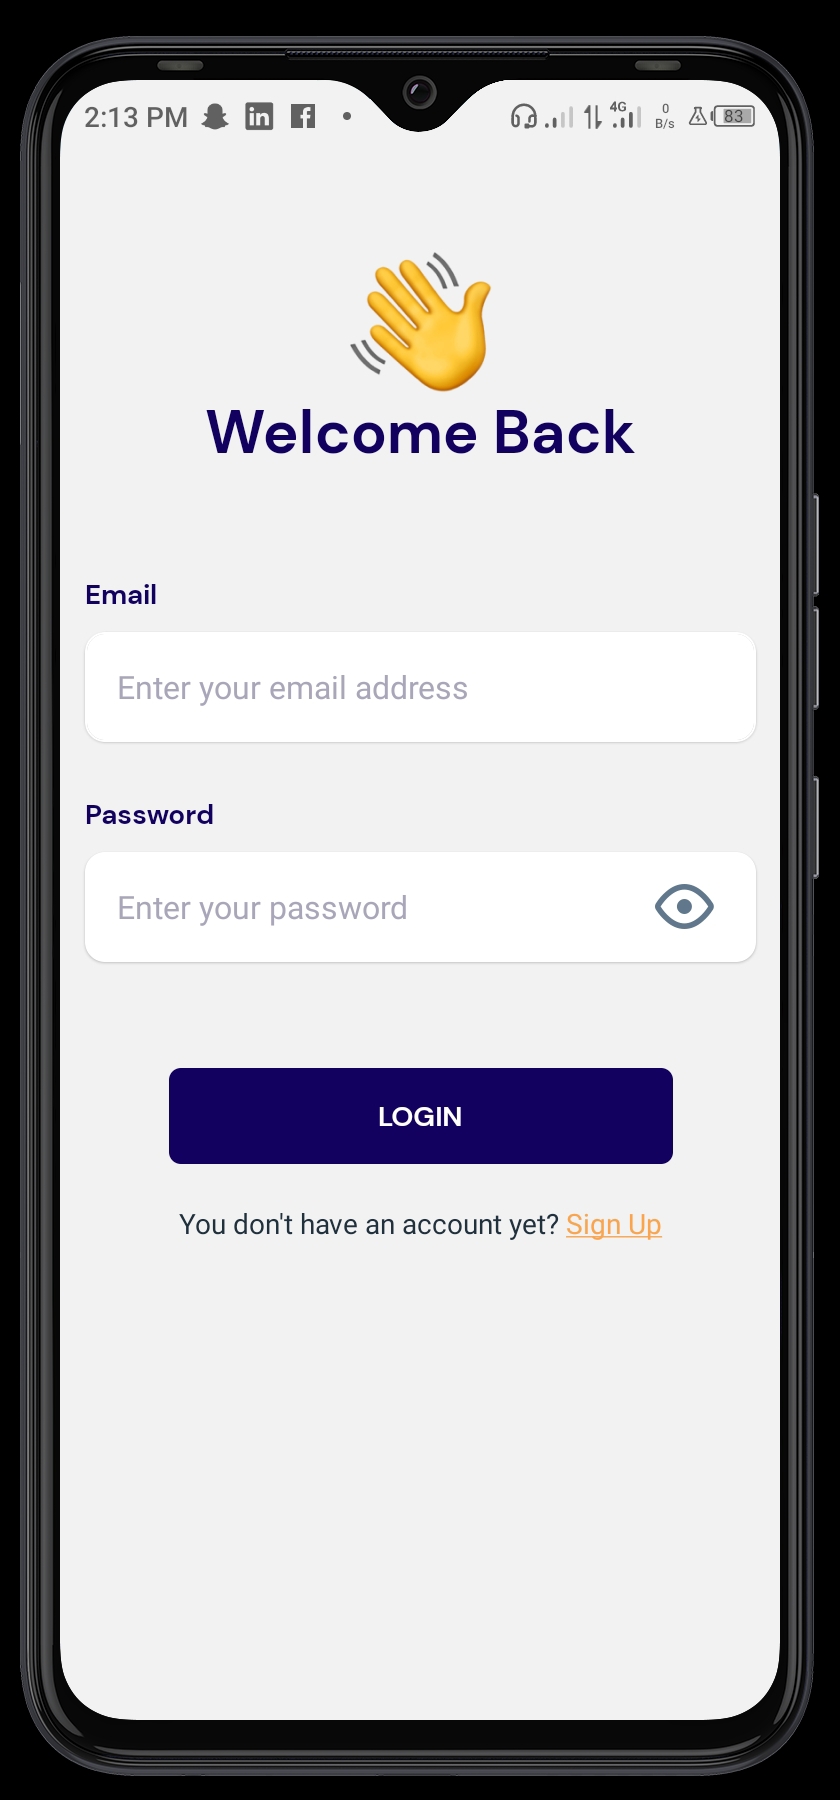 2:13 PM in f 4G 0 B/s 83
Welcome Back
Email
Enter your email address
Password
Enter your password
LOGIN
You don't have an account yet? Sign Up